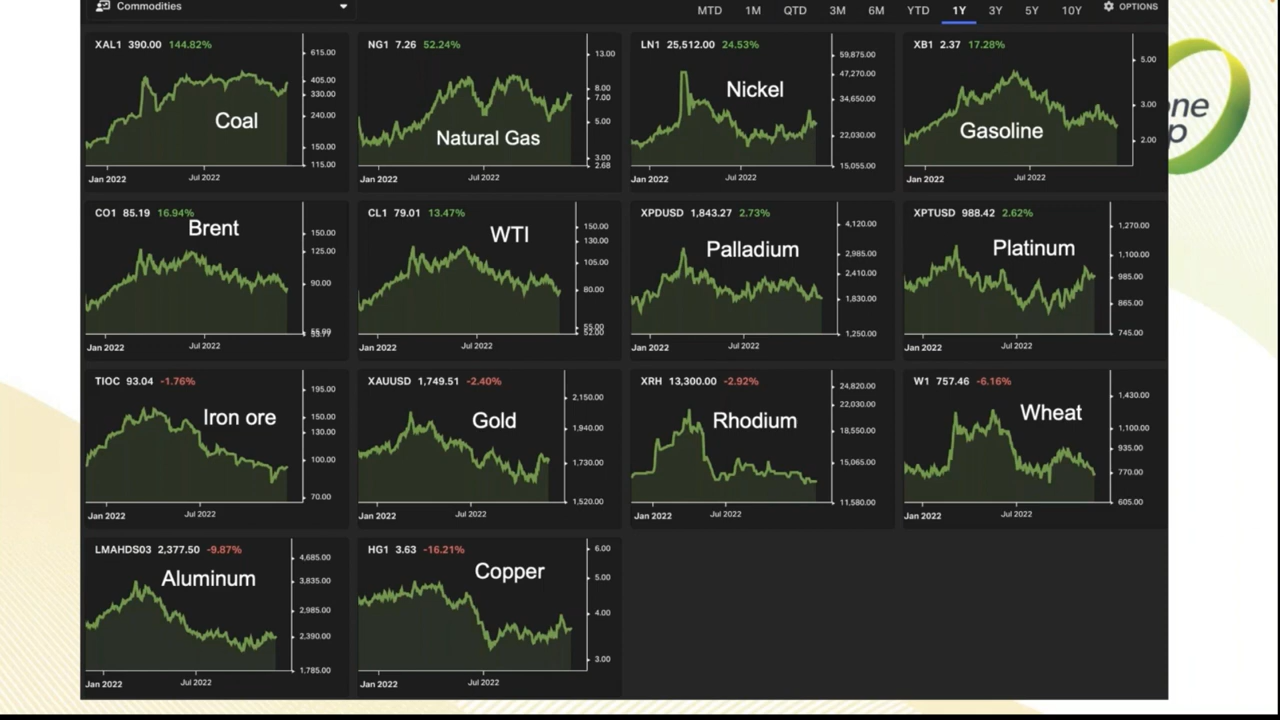 Commodities
MTD 1M QTD 3M 6M YTD 1Y 3Y 5Y 10Y OPTIONS
XAL1 390.00 144.82%
Coal
615.00
405.00
330.00
240.00
150.00
115.00
Jan 2022 Jul 2022
NG1 7.26 52.24%
Natural Gas
13.00
8.00
7.00
5.00
3.00
2.68
Jan 2022 Jul 2022
LN1 25,512.00 24.53%
Nickel
59,875.00
47,270.00
34,650.00
22,030.00
15,055.00
Jan 2022 Jul 2022
XB1 2.37 17.28%
Gasoline
5.00
3.00
2.00
Jan 2022 Jul 2022
ne
p
CO1 85.19 16.94%
Brent
150.00
125.00
90.00
Jan 2022 Jul 2022
CL1 79.01 13.47%
WTI
150.00
130.00
105.00
80.00
Jan 2022 Jul 2022
XPDUSD 1,843.27 2.73%
Palladium
4,120.00
2,985.00
2,410.00
1,830.00
1,250.00
Jan 2022 Jul 2022
XPTUSD 988.42 2.62%
Platinum
1,270.00
1,100.00
985.00
865.00
745.00
Jan 2022 Jul 2022
TIOC 93.04 -1.76%
Iron ore
195.00
150.00
130.00
100.00
70.00
Jan 2022 Jul 2022
XAUUSD 1,749.51 -2.40%
Gold
2,150.00
1,940.00
1,730.00
1,520.00
Jan 2022 Jul 2022
XRH 13,300.00 -2.92%
Rhodium
24,820.00
22,030.00
18,550.00
15,065.00
11,580.00
Jan 2022 Jul 2022
W1 757.46 -6.16%
Wheat
1,430.00
1,100.00
935.00
770.00
605.00
Jan 2022 Jul 2022
LMAHDS03 2,377.50 -9.87%
Aluminum
4,685.00
3,835.00
2,985.00
2,390.00
1,785.00
Jan 2022 Jul 2022
HG1 3.63 -16.21%
Copper
6.00
5.00
4.00
3.00
Jan 2022 Jul 2022